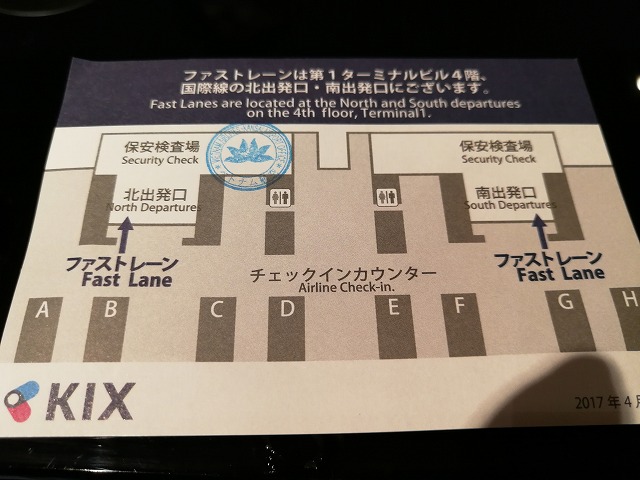 ファストレーンは第1ターミナルビル4階、
国際線の北出発口・南出発口にございます。
Fast Lanes are located at the North and South departures
on the 4th floor, Terminal1.
保安検査場
Security Check
保安検査場
Security Check
北出発口
North Departures
南出発口
South Departures
ファストレーン
Fast Lane
ファストレーン
Fast Lane
チェックインカウンター
Airline Check-in.
A B C D E F G H
KIX
2017年4月